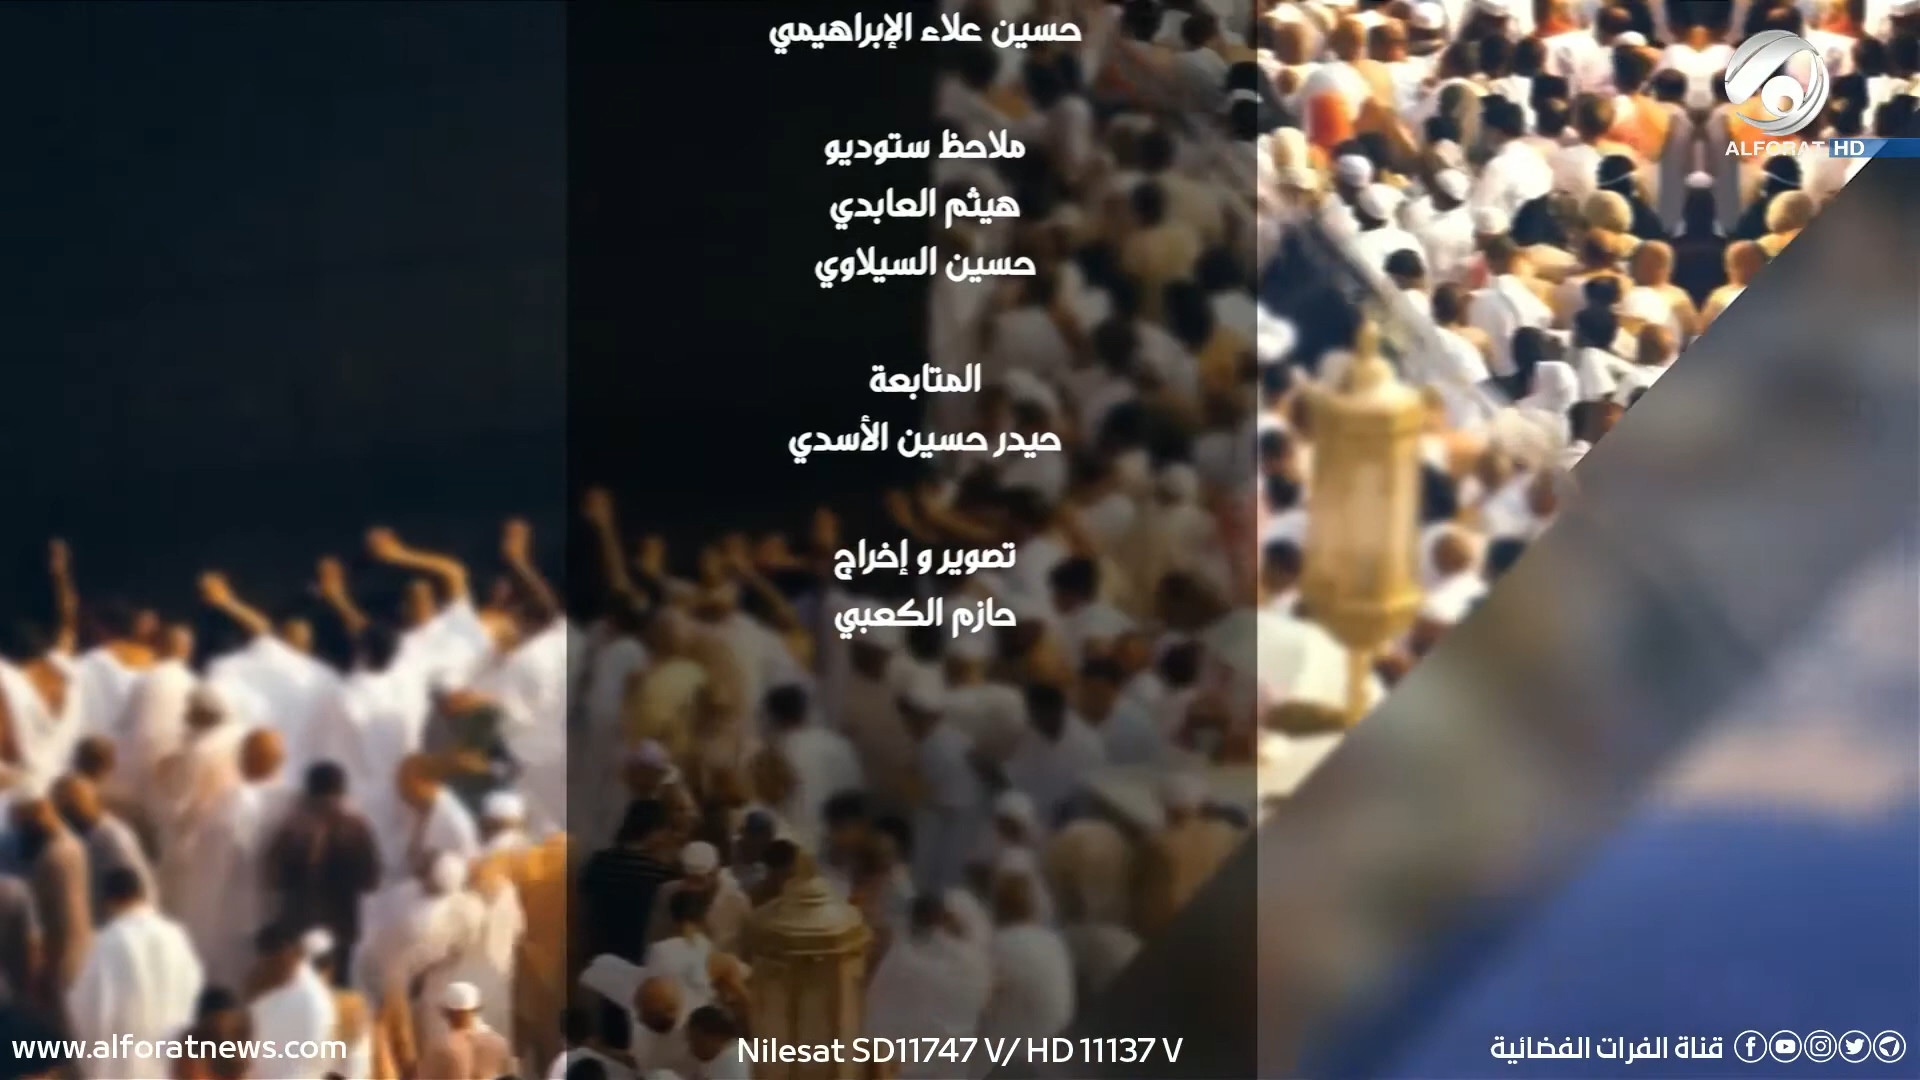 حسين علاء الإبراهيمي
ملاحظ ستوديو
هيثم العابدي
حسين السيلاوي
المتابعة
حيدر حسين الأسدي
تصوير و إخراج
حازم الكعبي
ALFORAT HD
www.alforatnews.com
Nilesat SD11747 V/ HD 11137 V
قناة الفرات الفضائية